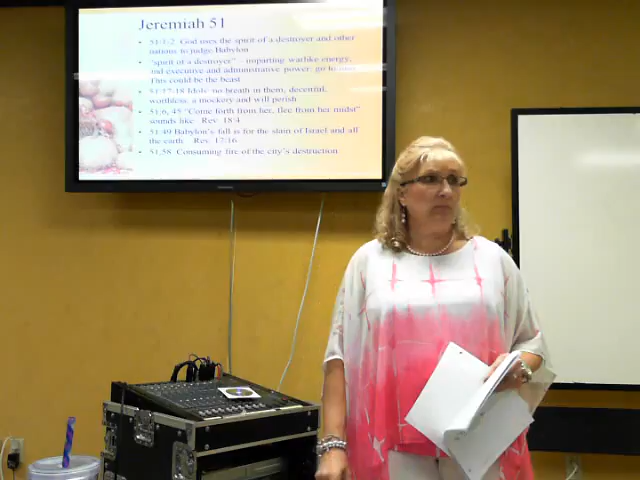 Jeremiah 51
• 51:1-2 God uses the spirit of a destroyer and other
nations to judge Babylon
• "spirit of a destroyer" – imparting warlike energy,
and executive and administrative power, go to
This could be the beast
• 51:17-18 Idols: no breath in them, deceitful,
worthless, a mockery and will perish
• 51:6, 45 "Come forth from her, flee from her midst"
sounds like Rev. 18:4
• 51:49 Babylon's fall is for the slain of Israel and all
the earth Rev. 17:16
• 51,58 Consuming fire of the city's destruction